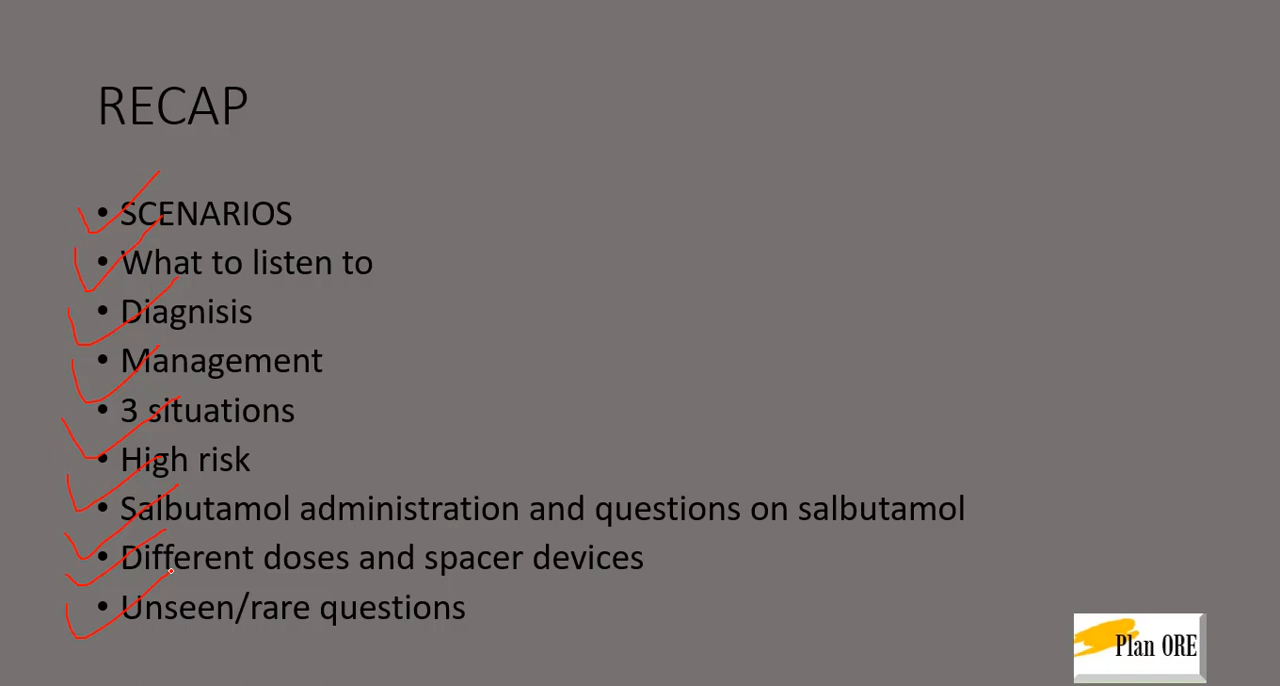 RECAP
• SCENARIOS
• What to listen to
• Diagnisis
• Management
• 3 situations
• High risk
• Salbutamol administration and questions on salbutamol
• Different doses and spacer devices
• Unseen/rare questions
Plan ORE